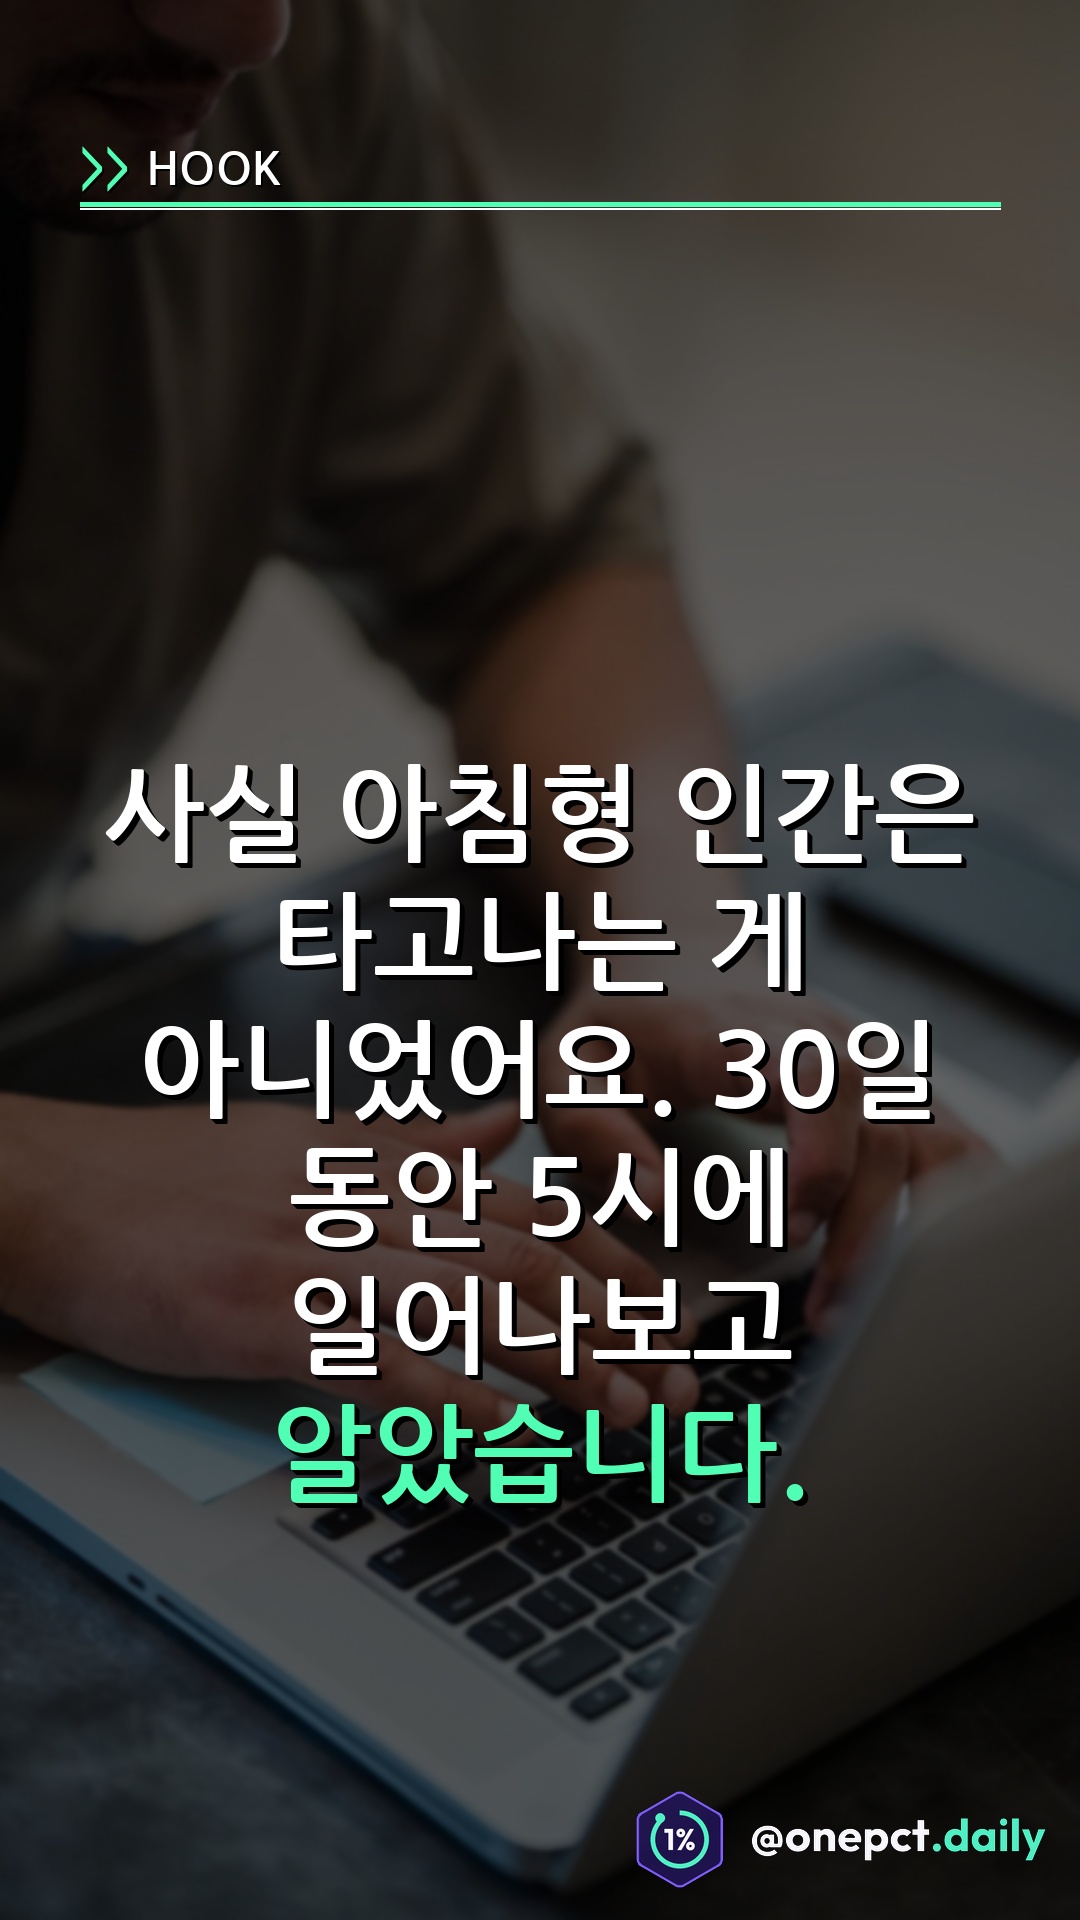 HOOK
사실 아침형 인간은
타고나는 게
아니었어요. 30일
동안 5시에
일어나보고
알았습니다.
1%
@onepct.daily